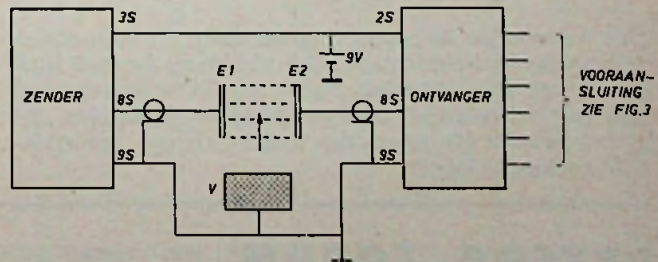 3S
2S
9V
E1
E2
ZENDER
8S
8S
ONTVANGER
VOORAAN-
SLUITING
ZIE FIG.3
9S
9S
V